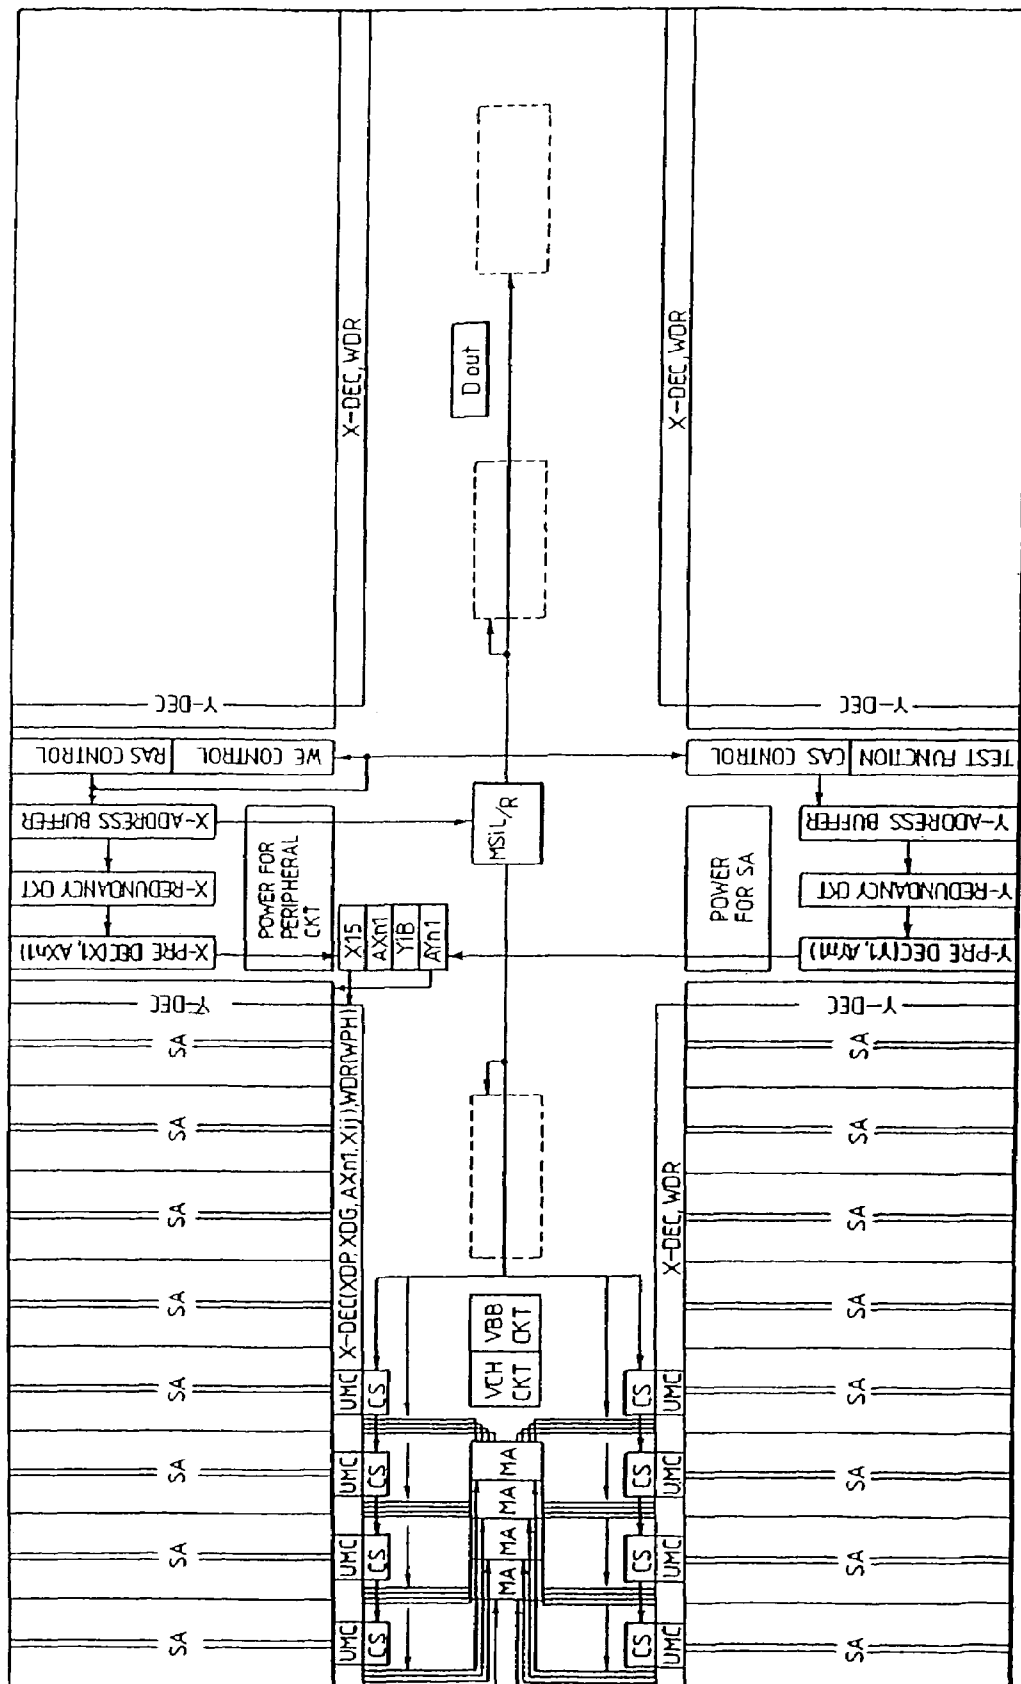 D out
X-DEC, WDR
X-DEC, WDR
Y-DEC
Y-DEC
RAS CONTROL
WE CONTROL
CAS CONTROL
TEST FUNCTION
X-ADDRESS BUFFER
Y-ADDRESS BUFFER
MSiL/R
POWER FOR
PERIPHERAL
CKT
POWER
FOR SA
X-REDUNDANCY CKT
Y-REDUNDANCY CKT
X-PRE DEC(X1, AXn1)
Y-PRE DEC(Y1, AYn1)
X15
AXn1
YiB
AYn1
Y-DEC
Y-DEC
X-DEC(XDP, XDG, AXn1, Xij), WDR(WPH)
X-DEC, WDR
SA
SA
SA
SA
SA
SA
SA
SA
VCH
CKT
VBB
CKT
SA
UMC
CS
CS
UMC
SA
SA
UMC
CS
MA
MA
CS
UMC
SA
SA
UMC
CS
MA
MA
CS
UMC
SA
SA
UMC
CS
CS
UMC
SA